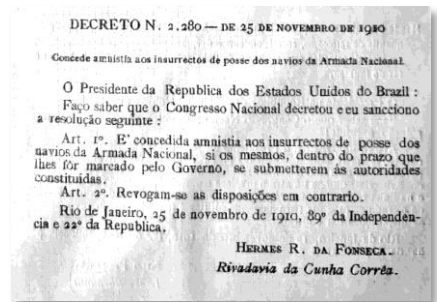 DECRETO N. 2.280 — DE 25 DE NOVEMBRO DE 1910
Concede amnistia aos insurrectos de posse dos navios da Armada Nacional.
O Presidente da Republica dos Estados Unidos do Brazil :
Faço saber que o Congresso Nacional decretou e eu sancciono
a resolução seguinte :
Art. 1º. E' concedida amnistia aos insurrectos de posse dos
navios da Armada Nacional, si os mesmos, dentro do prazo que
lhes fôr marcado pelo Governo, se submetterem ás autoridades
constituidas.
Art. 2º. Revogam-se as disposições em contrario.
Rio de Janeiro, 25 de novembro de 1910, 89º da Independen-
cia e 22º da Republica.
HERMES R. DA FONSECA.
Rivadavia da Cunha Corrêa.